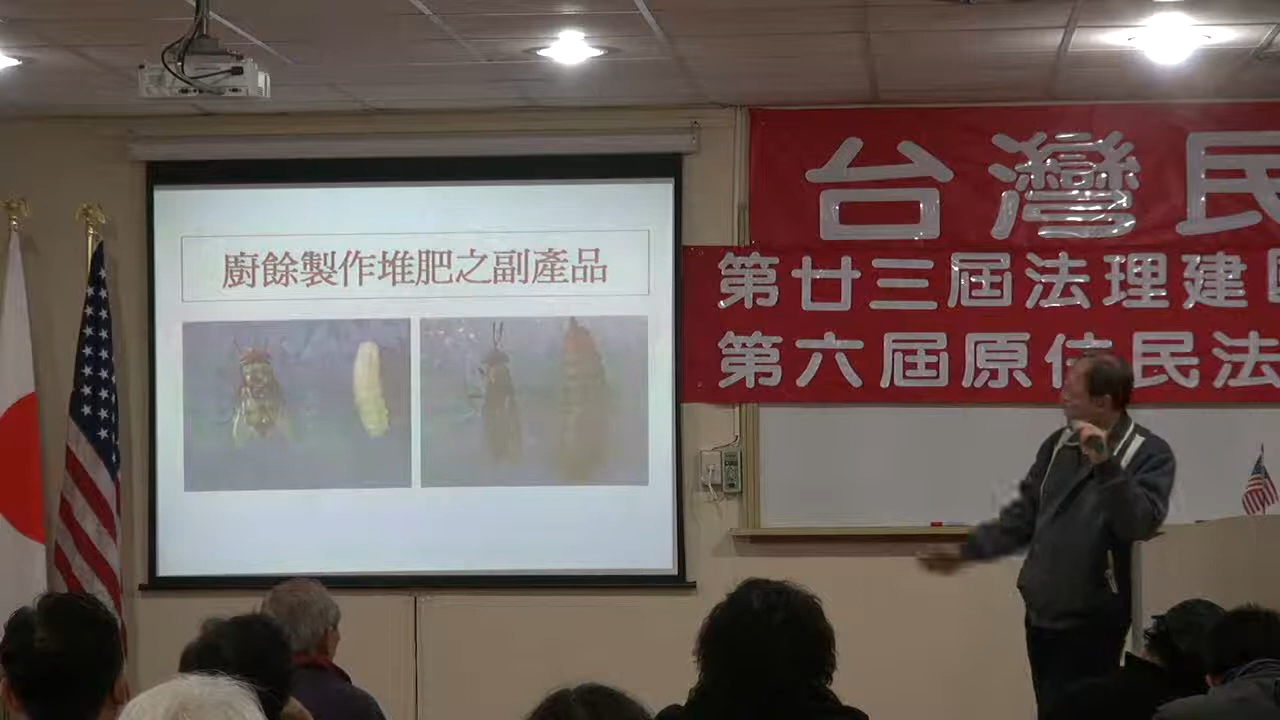 廚餘製作堆肥之副產品
台灣民
第廿三屆法理建
第六屆原住民法